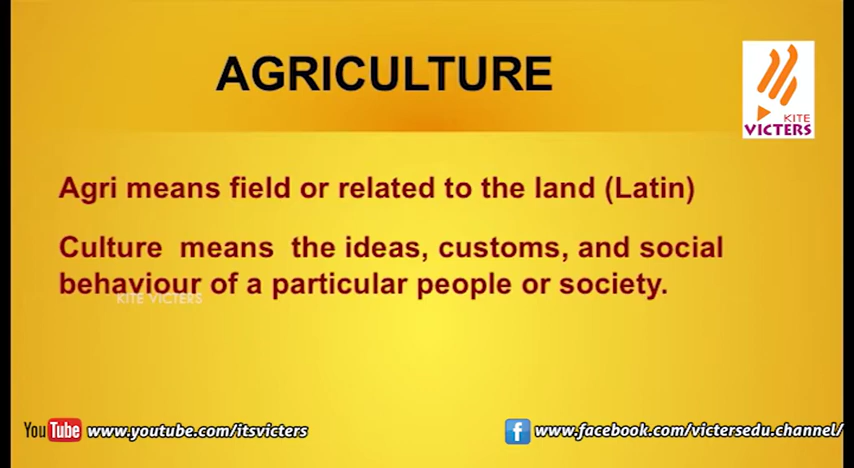 AGRICULTURE
KITE
VICTERS
Agri means field or related to the land (Latin)
Culture means the ideas, customs, and social
behaviour of a particular people or society.
KITE VICTERS
YouTube www.youtube.com/itsvicters
f www.facebook.com/victersedu.channel/